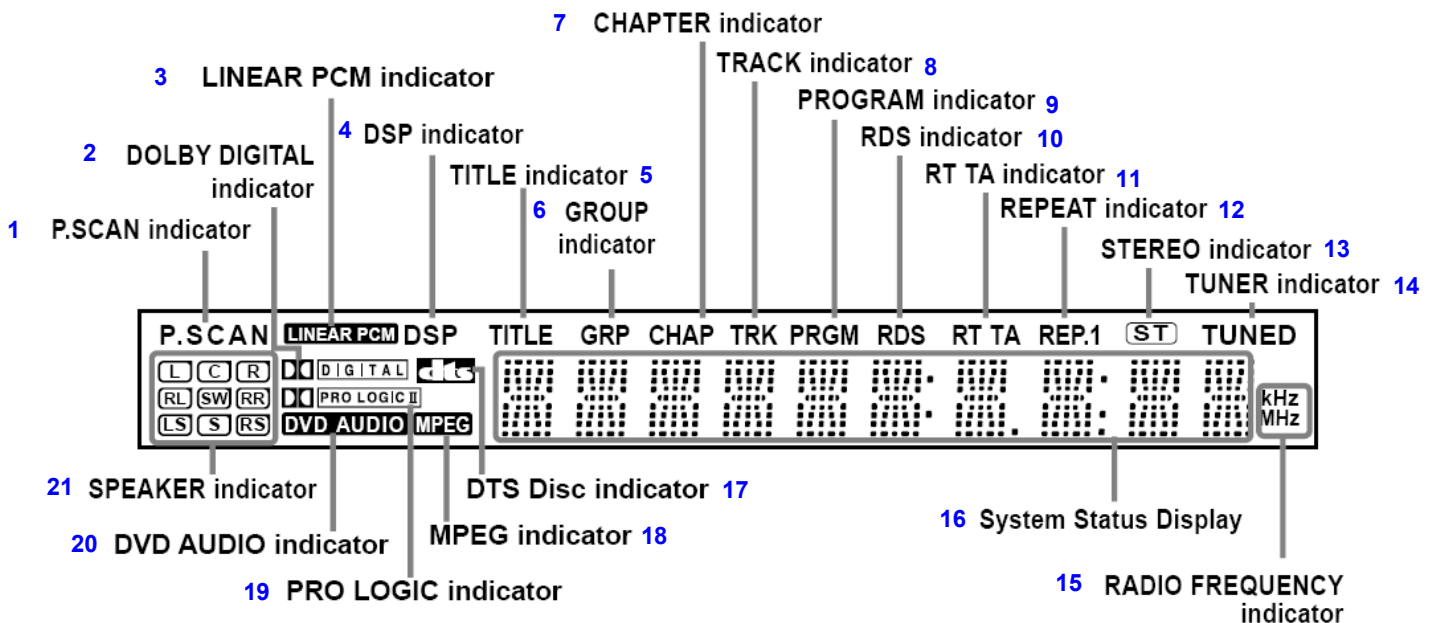 7 CHAPTER indicator
TRACK indicator 8
3 LINEAR PCM indicator
PROGRAM indicator 9
4 DSP indicator
RDS indicator 10
2 DOLBY DIGITAL
indicator
TITLE indicator 5
RT TA indicator 11
6 GROUP
indicator
REPEAT indicator 12
1 P.SCAN indicator
STEREO indicator 13
TUNER indicator 14
P.SCAN LINEAR PCM DSP TITLE GRP CHAP TRK PRGM RDS RT TA REP.1 ST TUNED
L C R DIGITAL dts
RL SW RR PRO LOGIC II kHz
LS S RS DVD AUDIO MPEG MHz
21 SPEAKER indicator
DTS Disc indicator 17
16 System Status Display
20 DVD AUDIO indicator
MPEG indicator 18
19 PRO LOGIC indicator
15 RADIO FREQUENCY
indicator